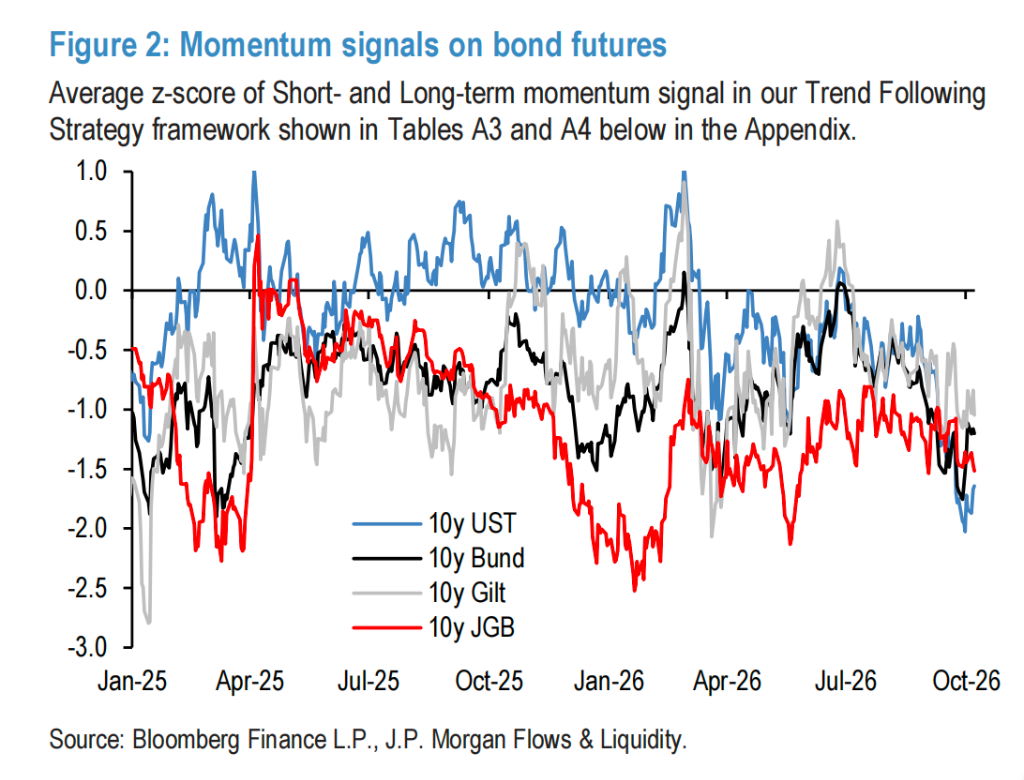 Figure 2: Momentum signals on bond futures
Average z-score of Short- and Long-term momentum signal in our Trend Following
Strategy framework shown in Tables A3 and A4 below in the Appendix.
1.0
0.5
0.0
-0.5
-1.0
-1.5
-2.0
-2.5
-3.0
10y UST
10y Bund
10y Gilt
10y JGB
Jan-25 Apr-25 Jul-25 Oct-25 Jan-26 Apr-26 Jul-26 Oct-26
Source: Bloomberg Finance L.P., J.P. Morgan Flows & Liquidity.